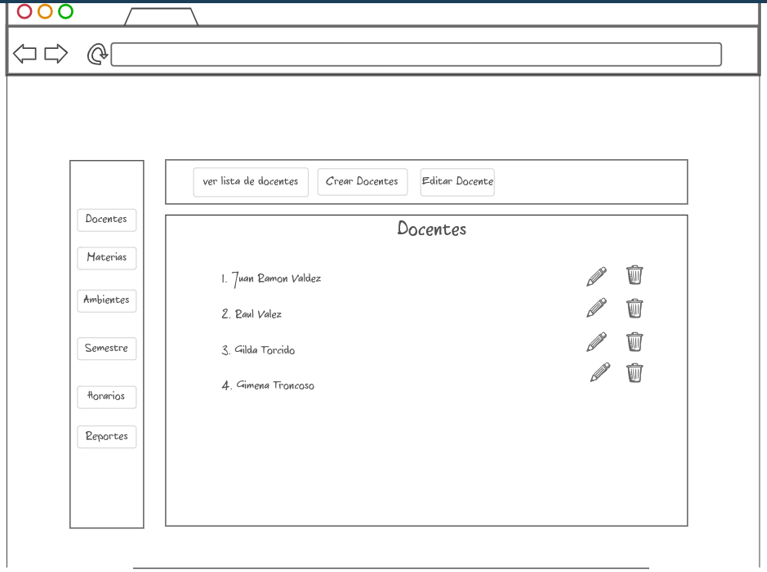 ver lista de docentes
Crear Docentes
Editar Docente
Docentes
Materias
Ambientes
Semestre
Horarios
Reportes
Docentes
1. Juan Ramon Valdez
2. Raul Valez
3. Gilda Torcido
4. Gimena Troncoso